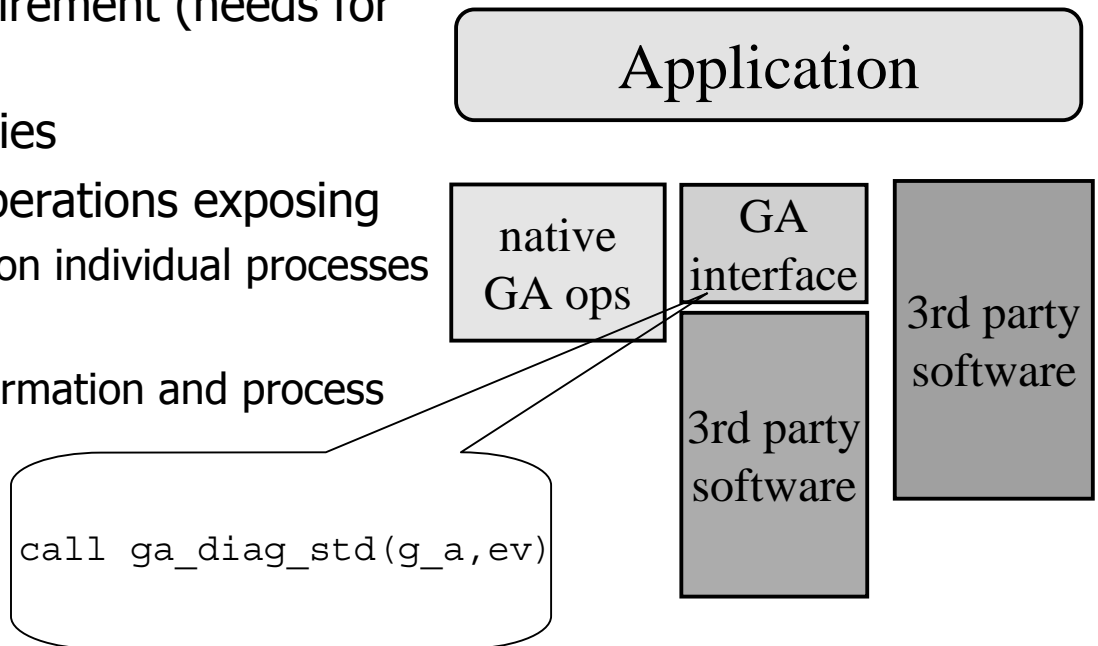 irement (needs for
ies
perations exposing
on individual processes
rmation and process
Application
native
GA ops
GA
interface
3rd party
software
3rd party
software
call ga_diag_std(g_a,ev)